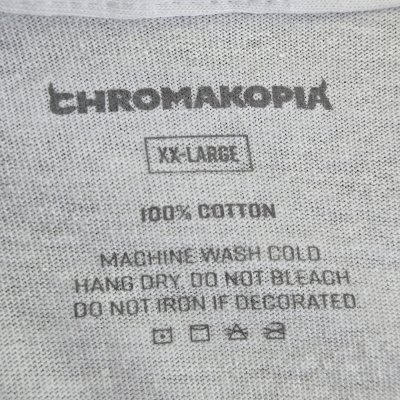 CHROMAKOPIA
XX-LARGE
100% COTTON
MACHINE WASH COLD
HANG DRY, DO NOT BLEACH
DO NOT IRON IF DECORATED.